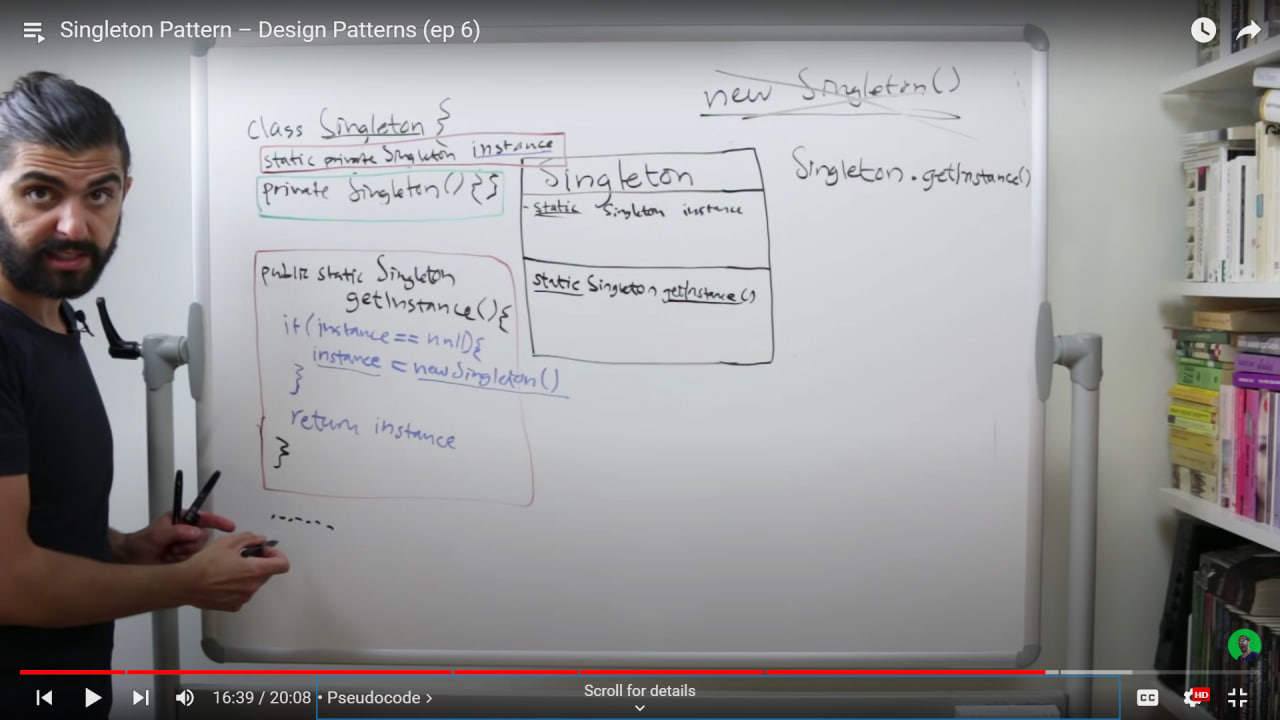 Singleton Pattern – Design Patterns (ep 6)
new Singleton()
class Singleton {
static private Singleton instance
private Singleton() { }
public static Singleton
getInstance(){
if(instance == null){
instance = new Singleton()
}
return instance
}
Singleton
- static Singleton instance
static Singleton getInstance()
Singleton.getInstance()
16:39 / 20:08 • Pseudocode ›
Scroll for details
CC
HD